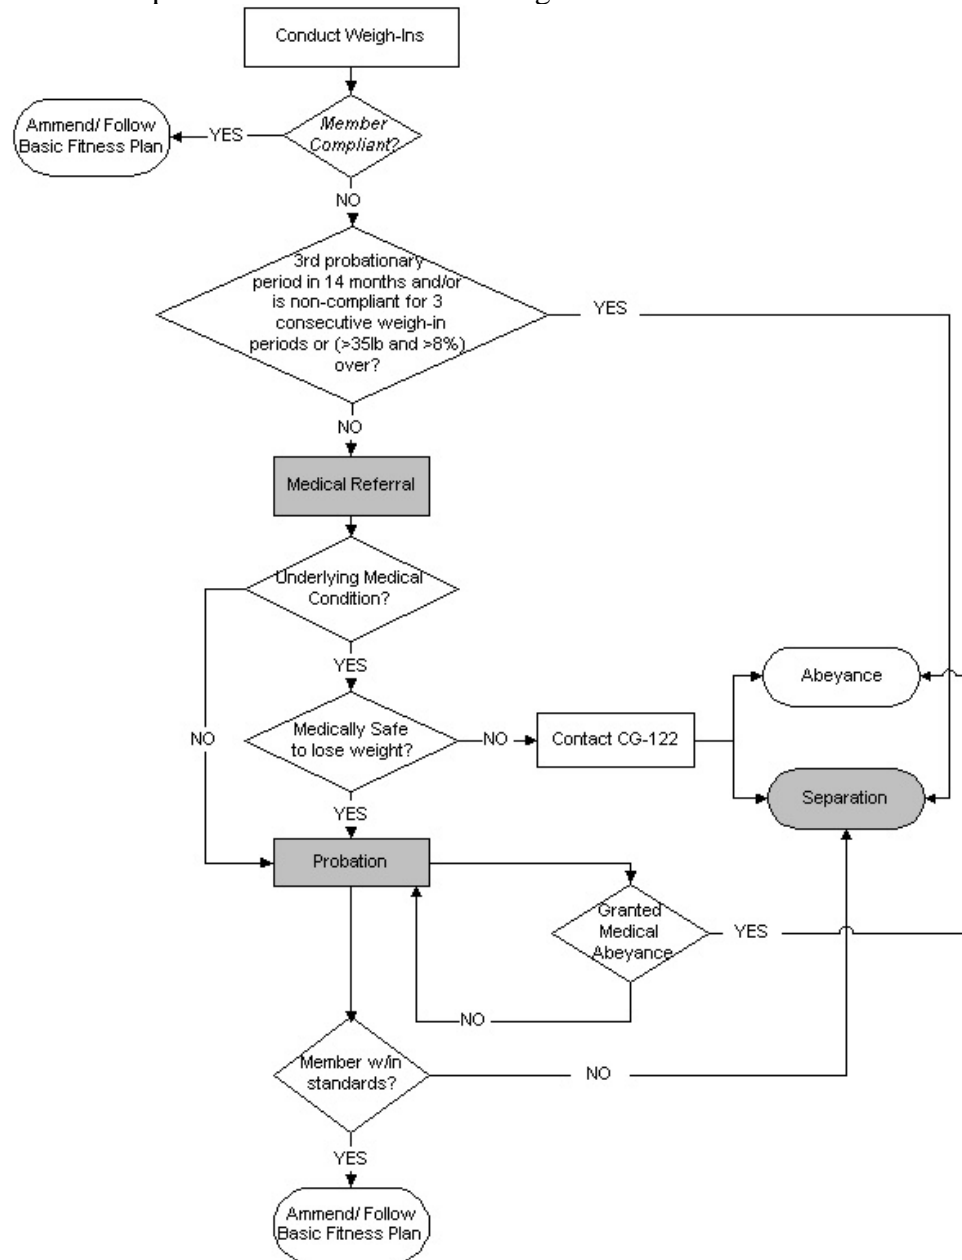 Conduct Weigh-Ins
Member
Compliant?
YES
Ammend/ Follow
Basic Fitness Plan
NO
3rd probationary
period in 14 months and/or
is non-compliant for 3
consecutive weigh-in
periods or (>35lb and >8%)
over?
YES
NO
Medical Referral
Underlying Medical
Condition?
YES
NO
Medically Safe
to lose weight?
NO
Contact CG-122
Abeyance
Separation
YES
Probation
Granted
Medical
Abeyance
YES
NO
Member w/in
standards?
NO
YES
Ammend/ Follow
Basic Fitness Plan